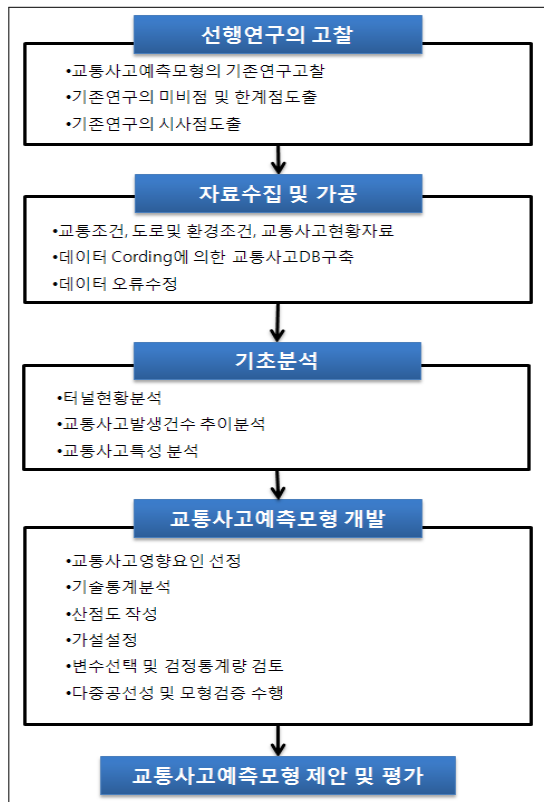 선행연구의 고찰
•교통사고예측모형의 기존연구고찰
•기존연구의 미비점 및 한계점도출
•기존연구의 시사점도출
자료수집 및 가공
•교통조건, 도로및 환경조건, 교통사고현황자료
•데이터 Cording에 의한 교통사고DB구축
•데이터 오류수정
기초분석
•터널현황분석
•교통사고발생건수 추이분석
•교통사고특성 분석
교통사고예측모형 개발
•교통사고영향요인 선정
•기술통계분석
•산점도 작성
•가설설정
•변수선택 및 검정통계량 검토
•다중공선성 및 모형검증 수행
교통사고예측모형 제안 및 평가